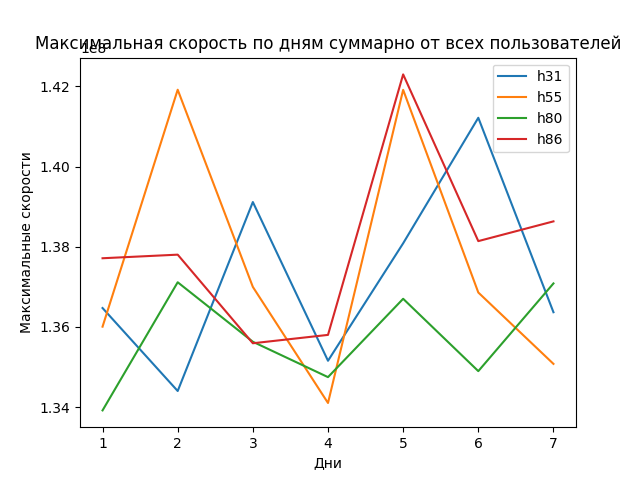 Максимальная скорость по дням суммарно от всех пользователей
1e8
1.42
1.40
1.38
1.36
1.34
Максимальные скорости
h31
h55
h80
h86
1 2 3 4 5 6 7
Дни